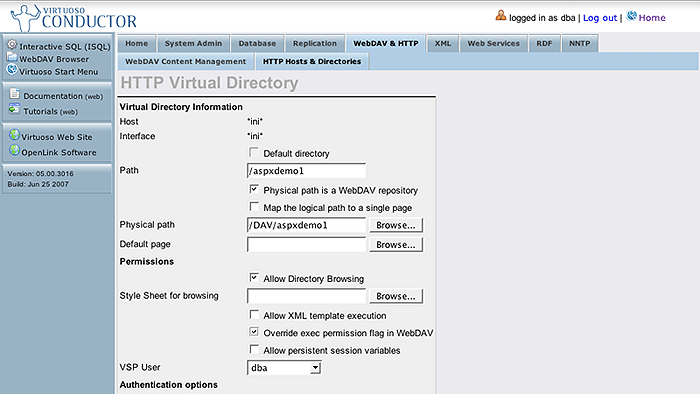 VIRTUOSO
CONDUCTOR
logged in as dba | Log out | Home
Interactive SQL (ISQL)
WebDAV Browser
Virtuoso Start Menu
Documentation (web)
Tutorials (web)
Virtuoso Web Site
OpenLink Software
Version: 05.00.3016
Build: Jun 25 2007
Home System Admin Database Replication WebDAV & HTTP XML Web Services RDF NNTP
WebDAV Content Management HTTP Hosts & Directories
HTTP Virtual Directory
Virtual Directory Information
Host *ini*
Interface *ini*
Default directory
Path /aspxdemo1
Physical path is a WebDAV repository
Map the logical path to a single page
Physical path /DAV/aspxdemo1 Browse...
Default page Browse...
Permissions
Allow Directory Browsing
Style Sheet for browsing Browse...
Allow XML template execution
Override exec permission flag in WebDAV
Allow persistent session variables
VSP User dba
Authentication options